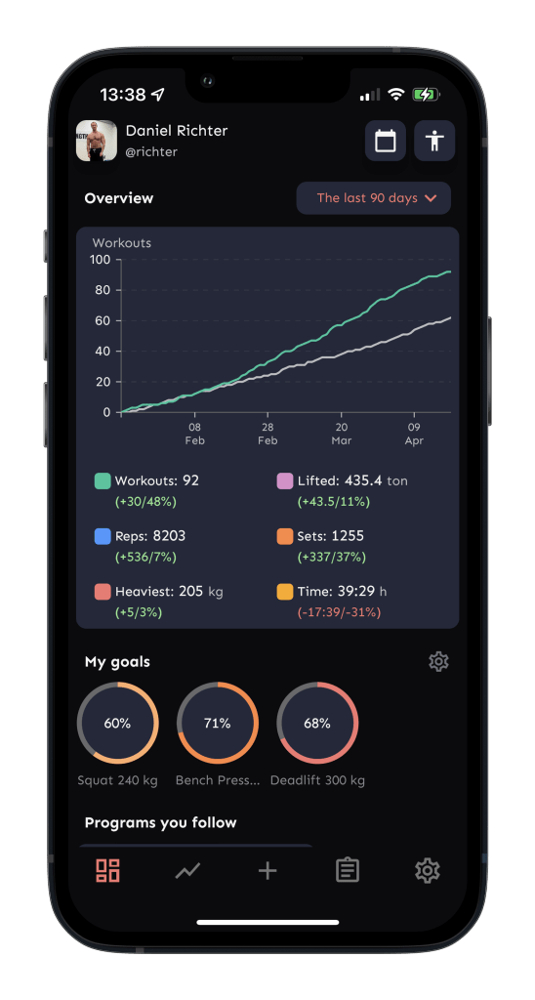 13:38
Daniel Richter
@richter
Overview
The last 90 days
Workouts
100
80
60
40
20
0
08 Feb
28 Feb
20 Mar
09 Apr
Workouts: 92
(+30/48%)
Lifted: 435.4 ton
(+43.5/11%)
Reps: 8203
(+536/7%)
Sets: 1255
(+337/37%)
Heaviest: 205 kg
(+5/3%)
Time: 39:29 h
(-17:39/-31%)
My goals
60%
71%
68%
Squat 240 kg
Bench Press...
Deadlift 300 kg
Programs you follow